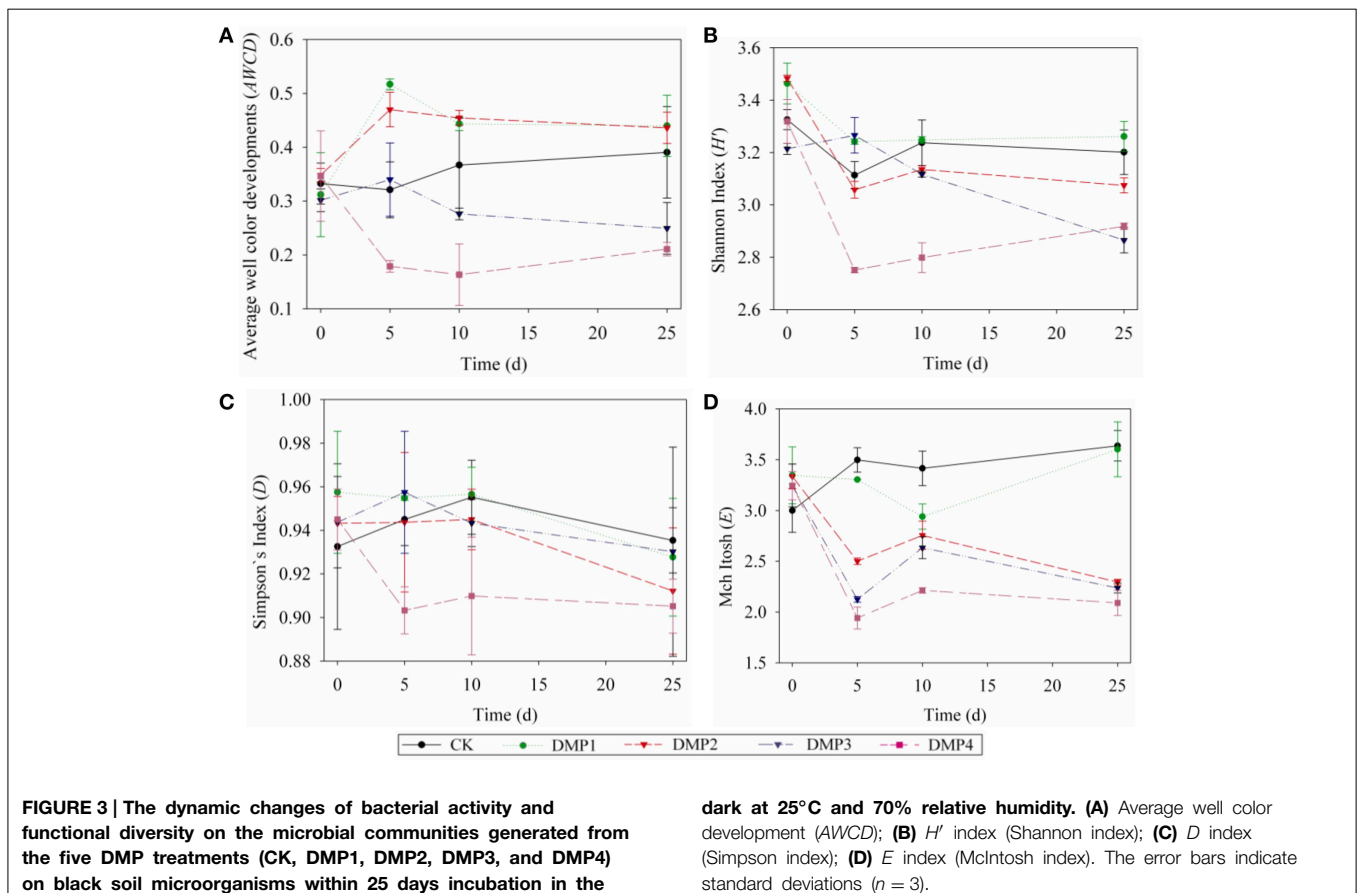 A
Average well color developments (AWCD)
0.6
0.5
0.4
0.3
0.2
0.1
0 5 10 15 20 25
Time (d)
B
Shannon Index (H')
3.6
3.4
3.2
3.0
2.8
2.6
0 5 10 15 20 25
Time (d)
C
Simpson`s Index (D)
1.00
0.98
0.96
0.94
0.92
0.90
0.88
0 5 10 15 20 25
Time (d)
D
Mch Itosh (E)
4.0
3.5
3.0
2.5
2.0
1.5
0 5 10 15 20 25
Time (d)
CK DMP1 DMP2 DMP3 DMP4
FIGURE 3 | The dynamic changes of bacterial activity and
functional diversity on the microbial communities generated from
the five DMP treatments (CK, DMP1, DMP2, DMP3, and DMP4)
on black soil microorganisms within 25 days incubation in the
dark at 25°C and 70% relative humidity. (A) Average well color
development (AWCD); (B) H′ index (Shannon index); (C) D index
(Simpson index); (D) E index (McIntosh index). The error bars indicate
standard deviations (n = 3).